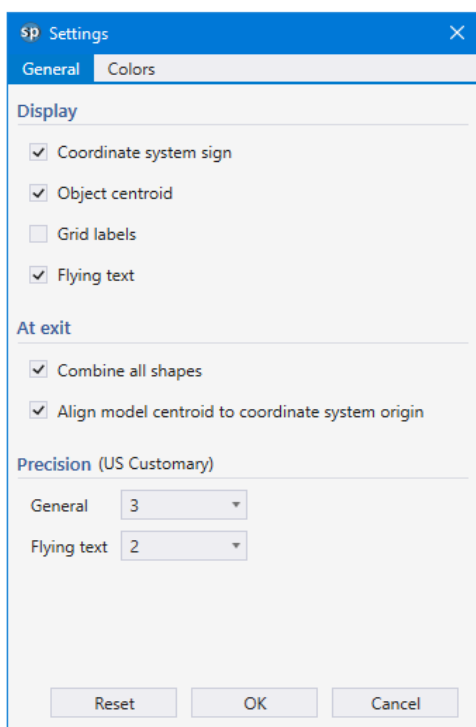 sp Settings
General Colors
Display
Coordinate system sign
Object centroid
Grid labels
Flying text
At exit
Combine all shapes
Align model centroid to coordinate system origin
Precision (US Customary)
General 3
Flying text 2
Reset OK Cancel